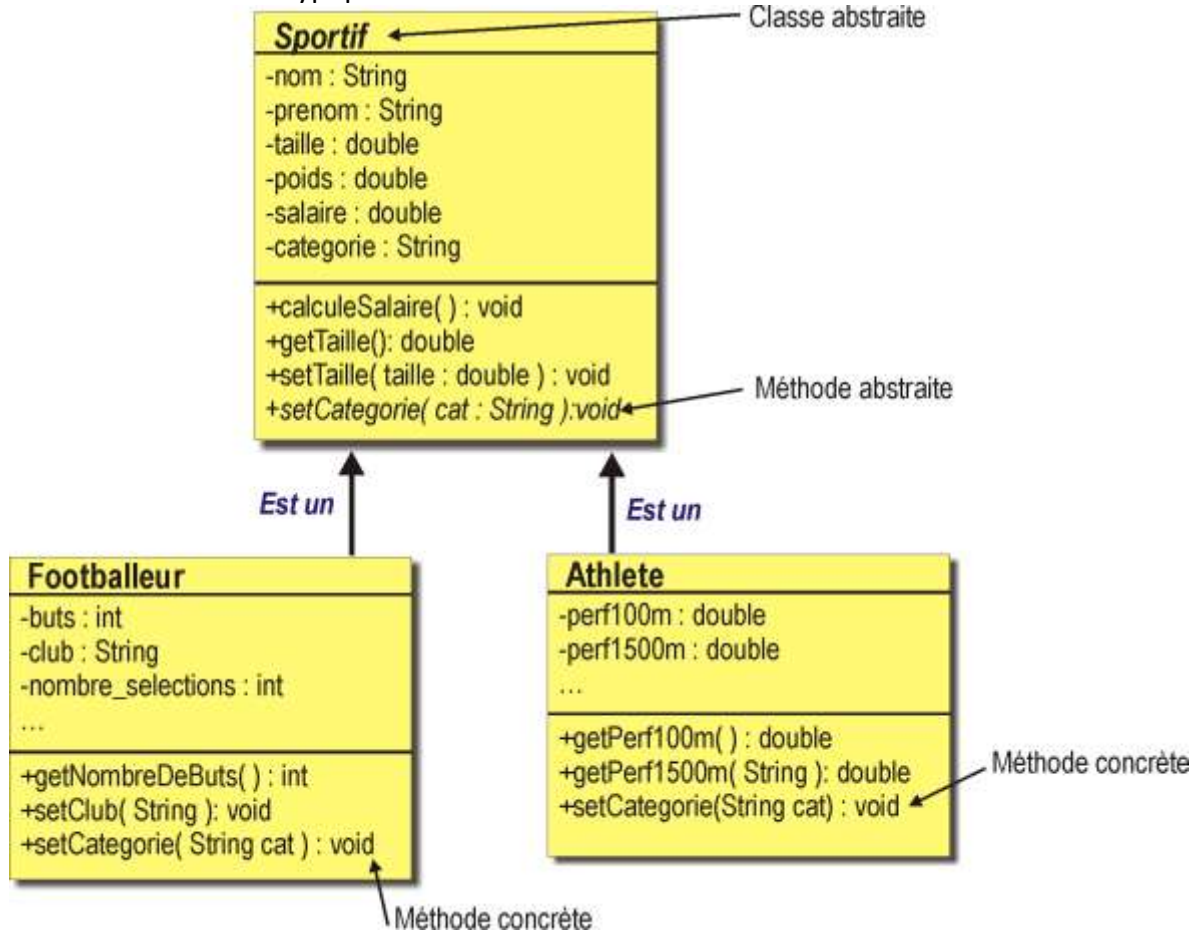 Classe abstraite
Sportif
-nom : String
-prenom : String
-taille : double
-poids : double
-salaire : double
-categorie : String
+calculeSalaire( ) : void
+getTaille(): double
+setTaille( taille : double ) : void
+setCategorie( cat : String ):void
Méthode abstraite
Est un
Est un
Footballeur
-buts : int
-club : String
-nombre_selections : int
...
+getNombreDeButs( ) : int
+setClub( String ): void
+setCategorie( String cat ) : void
Méthode concrète
Athlete
-perf100m : double
-perf1500m : double
...
+getPerf100m( ) : double
+getPerf1500m( String ): double
+setCategorie(String cat) : void
Méthode concrète